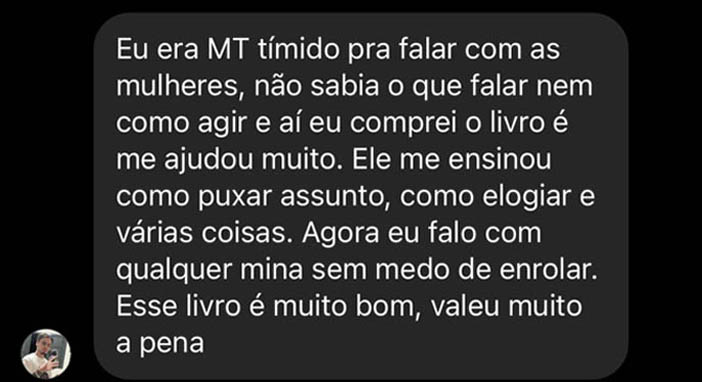 Eu era MT tímido pra falar com as
mulheres, não sabia o que falar nem
como agir e aí eu comprei o livro é
me ajudou muito. Ele me ensinou
como puxar assunto, como elogiar e
várias coisas. Agora eu falo com
qualquer mina sem medo de enrolar.
Esse livro é muito bom, valeu muito
a pena